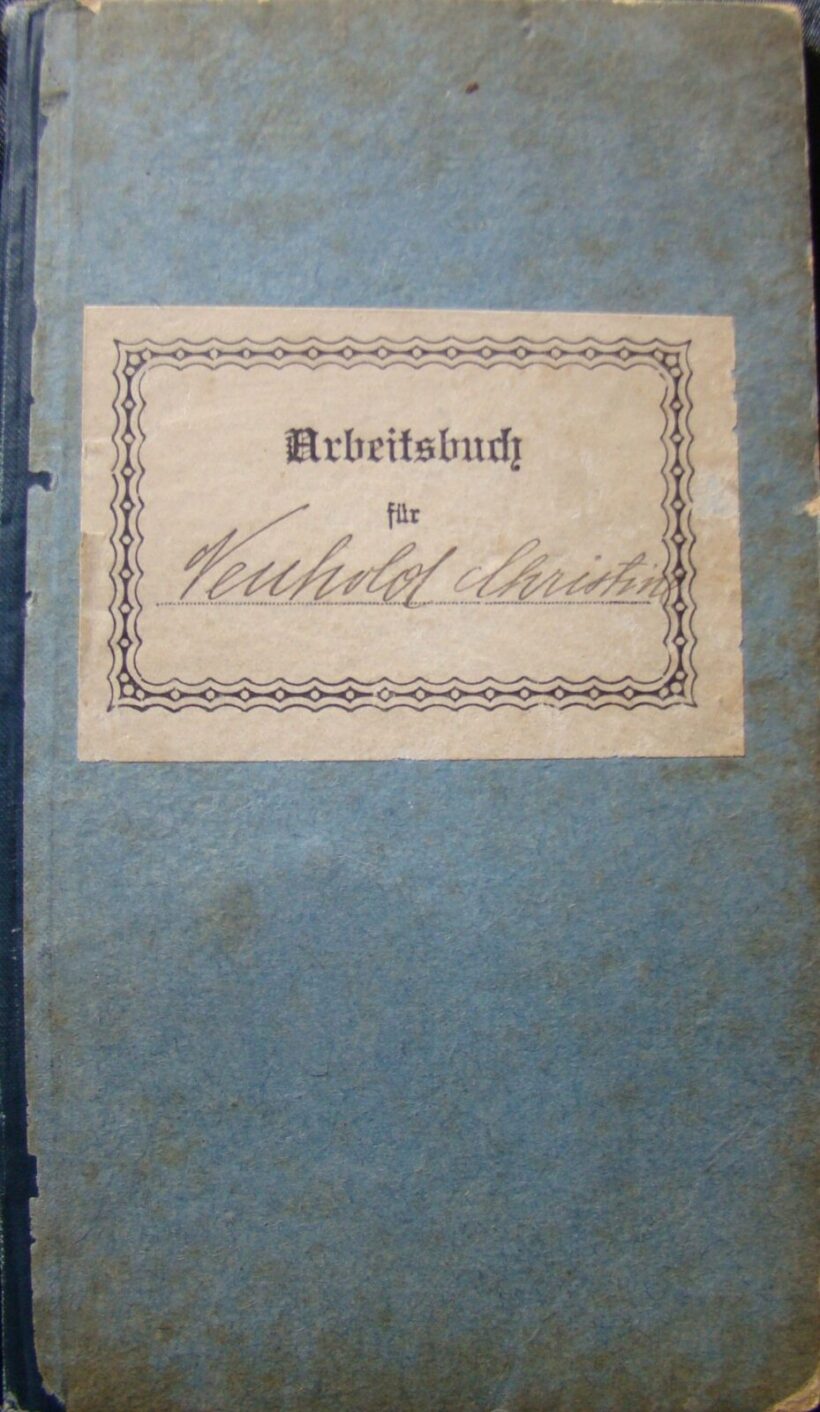 Arbeitsbuch
für
Neuhold Christine